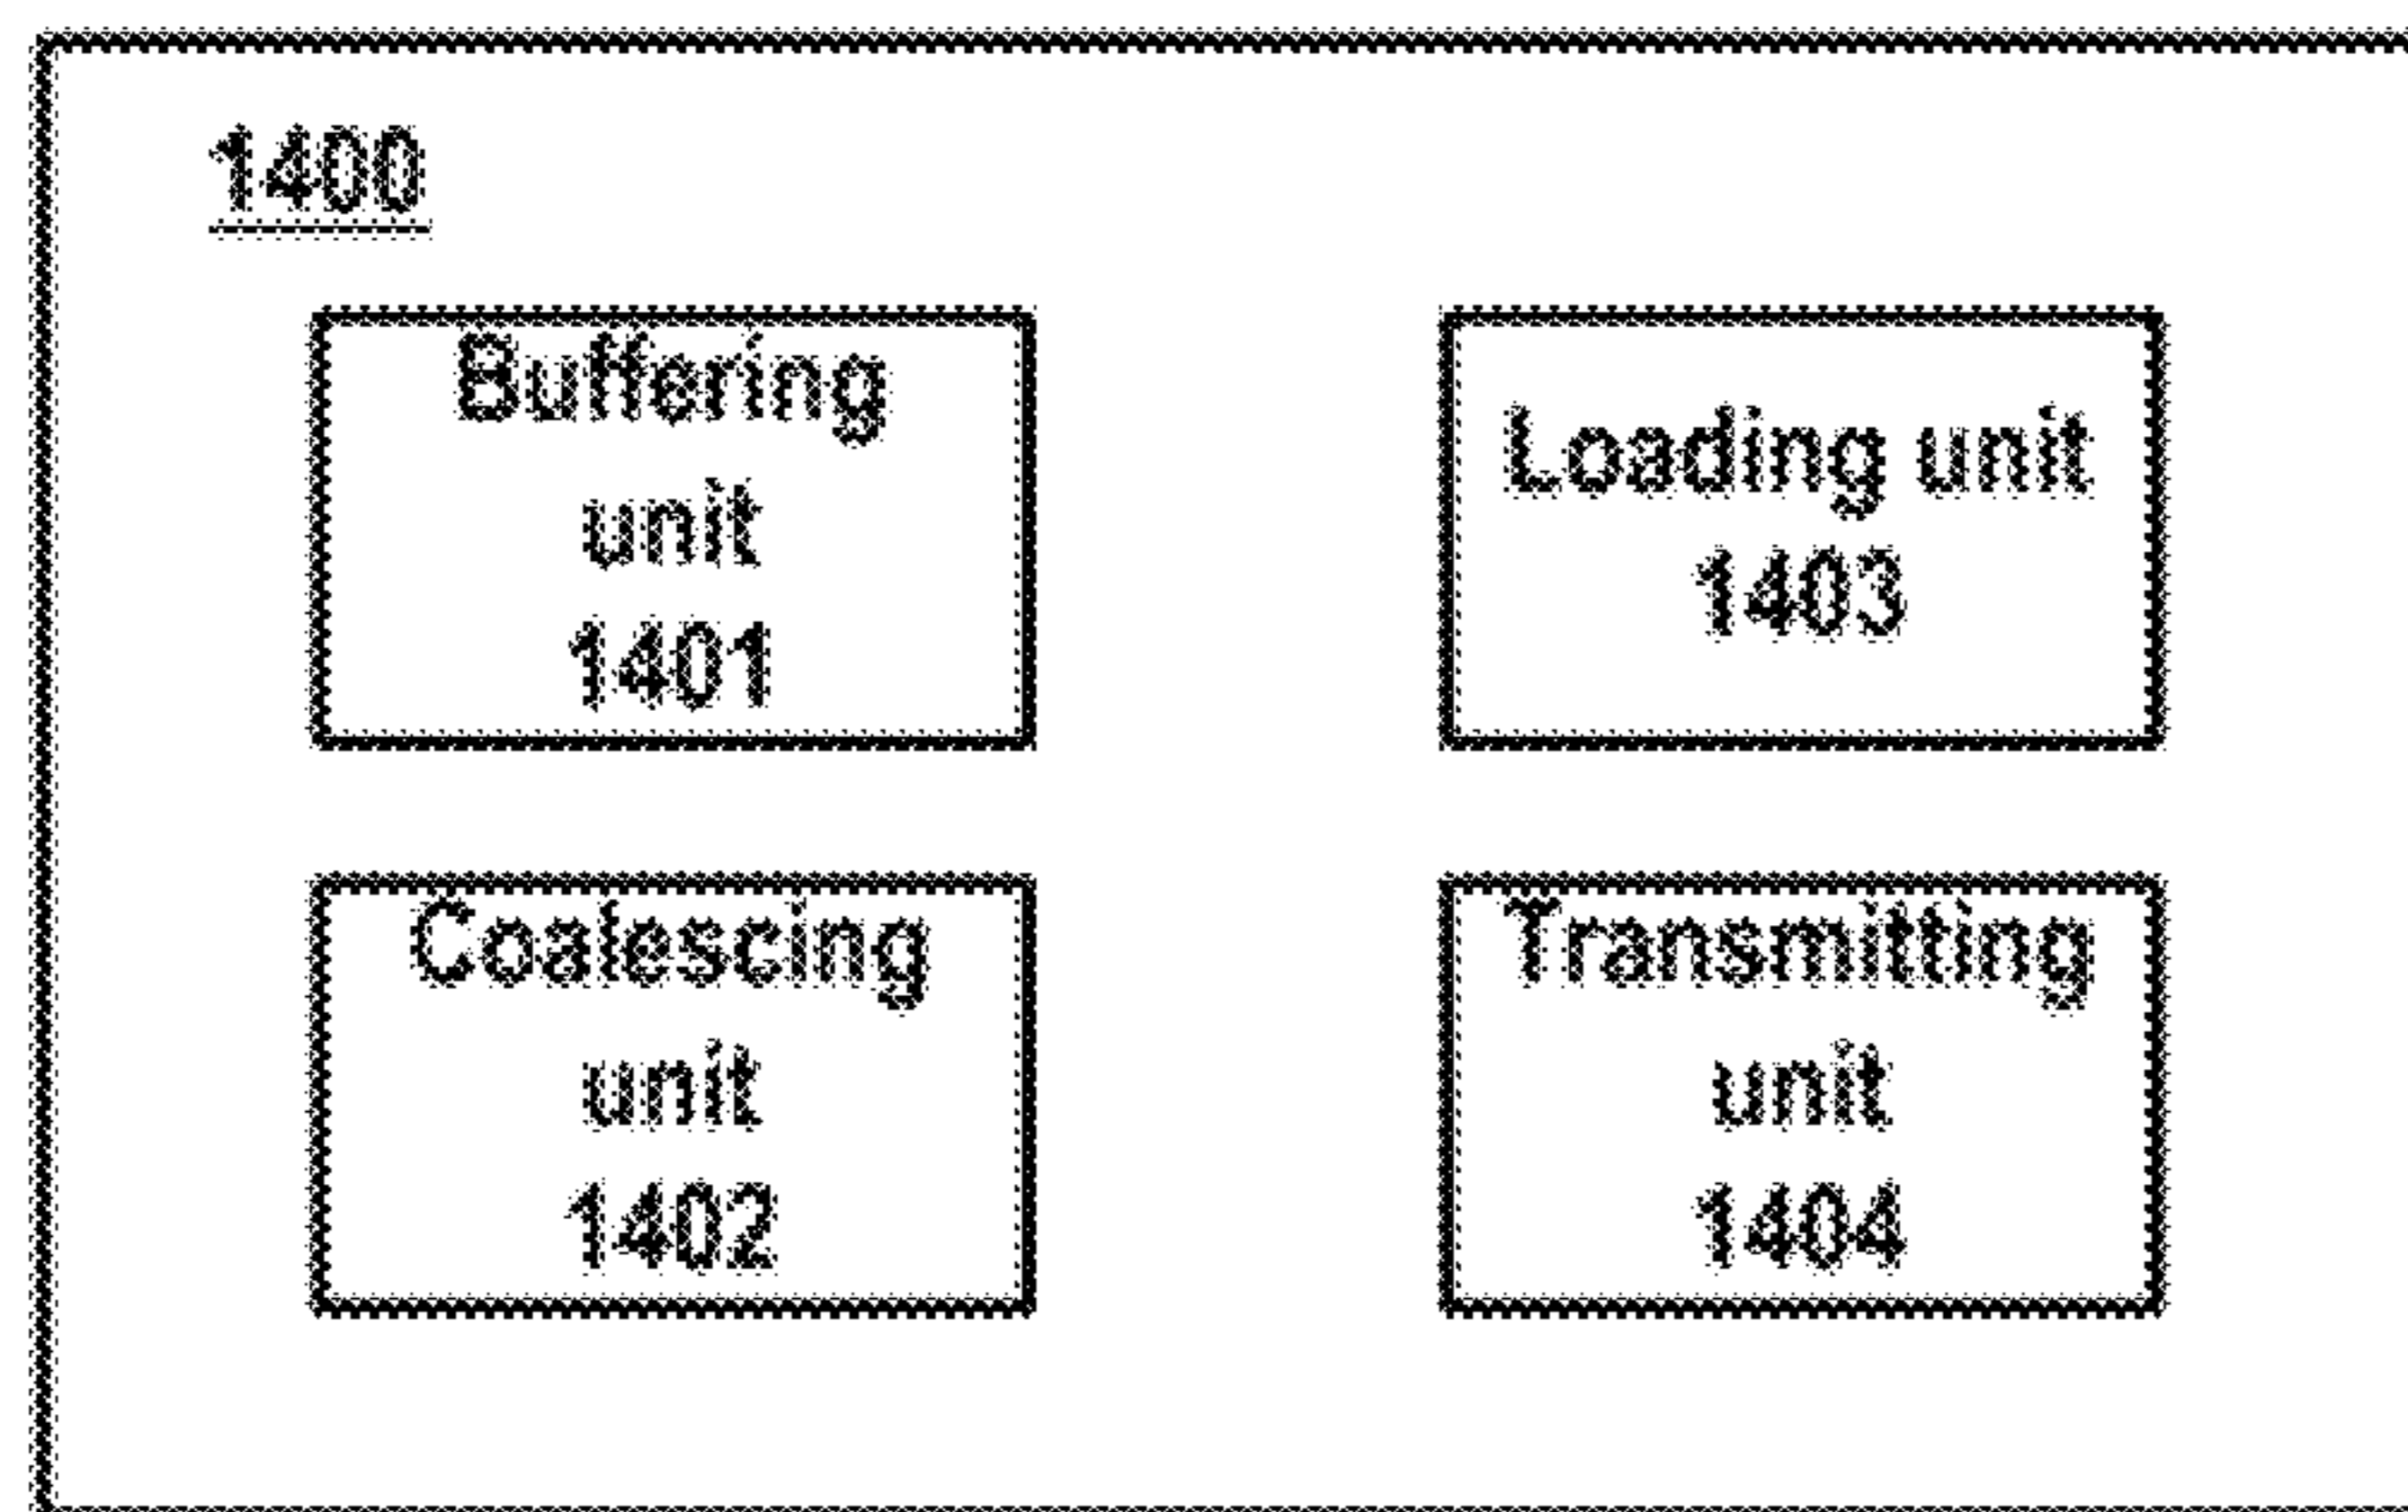 1400
Buffering
unit
1401
Loading unit
1403
Coalescing
unit
1402
Transmitting
unit
1404